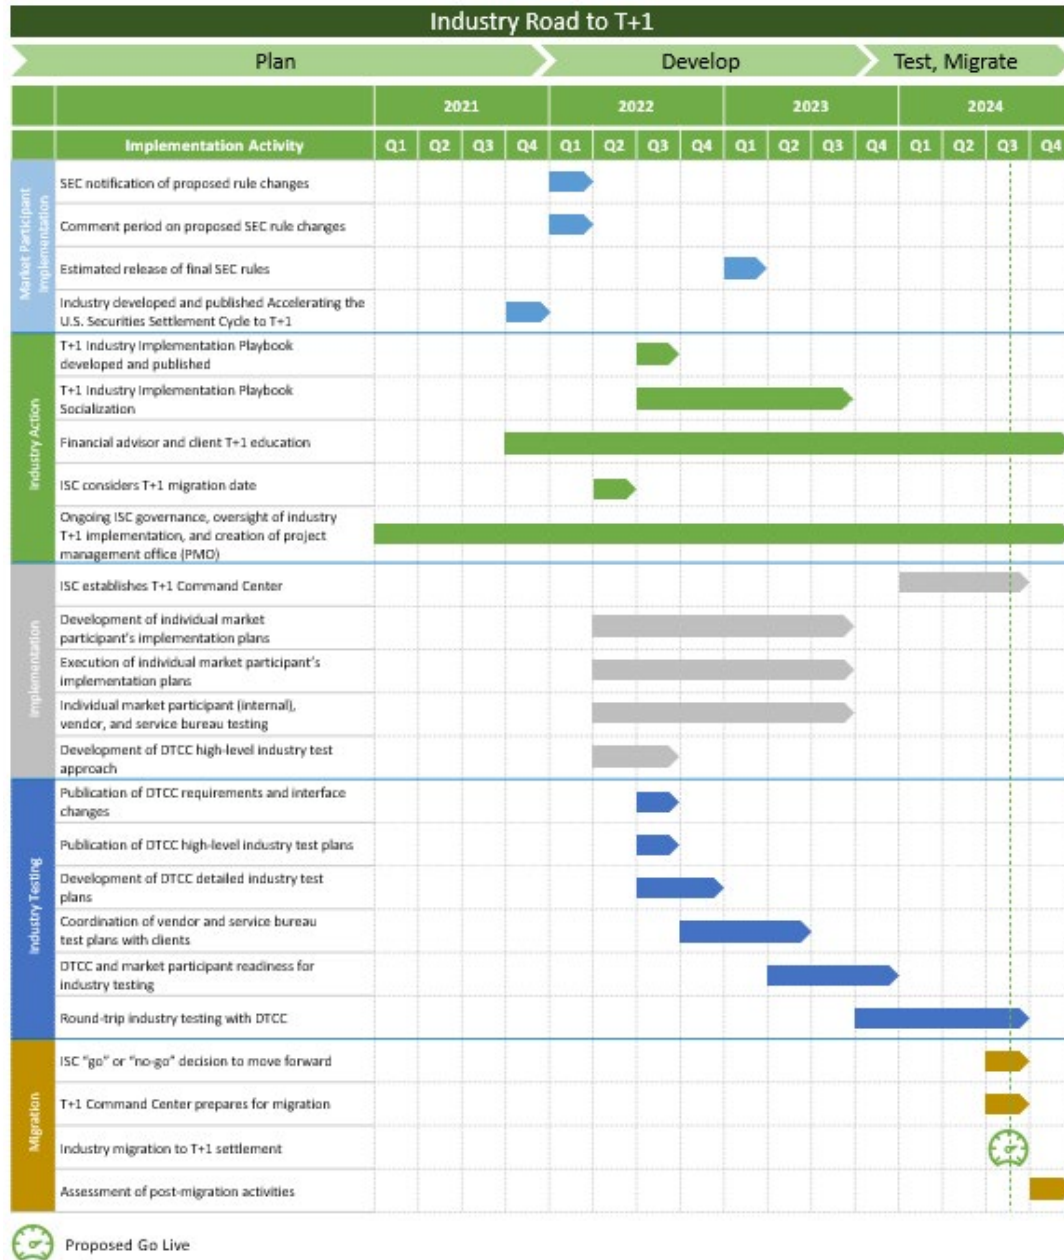 Industry Road to T+1
Plan
Develop
Test, Migrate
2021
2022
2023
2024
Implementation Activity
Q1
Q2
Q3
Q4
Q1
Q2
Q3
Q4
Q1
Q2
Q3
Q4
Q1
Q2
Q3
Q4
Market Participant
Implementation
SEC notification of proposed rule changes
Comment period on proposed SEC rule changes
Estimated release of final SEC rules
Industry developed and published Accelerating the
U.S. Securities Settlement Cycle to T+1
Industry Action
T+1 Industry Implementation Playbook
developed and published
T+1 Industry Implementation Playbook
Socialization
Financial advisor and client T+1 education
ISC considers T+1 migration date
Ongoing ISC governance, oversight of industry
T+1 implementation, and creation of project
management office (PMO)
Implementation
ISC establishes T+1 Command Center
Development of individual market
participant's implementation plans
Execution of individual market participant's
implementation plans
Individual market participant (internal),
vendor, and service bureau testing
Development of DTCC high-level industry test
approach
Industry Testing
Publication of DTCC requirements and interface
changes
Publication of DTCC high-level industry test plans
Development of DTCC detailed industry test
plans
Coordination of vendor and service bureau
test plans with clients
DTCC and market participant readiness for
industry testing
Round-trip industry testing with DTCC
Migration
ISC "go" or "no-go" decision to move forward
T+1 Command Center prepares for migration
Industry migration to T+1 settlement
Assessment of post-migration activities
Proposed Go Live